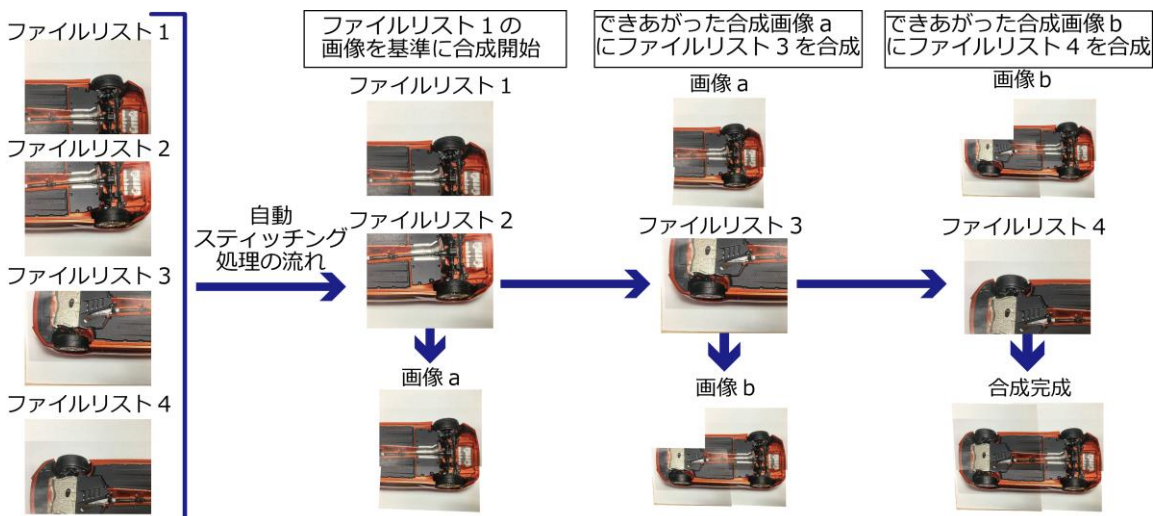 ファイルリスト1
ファイルリスト2
ファイルリスト3
ファイルリスト4
自動
スティッチング
処理の流れ
ファイルリスト1の
画像を基準に合成開始
ファイルリスト1
ファイルリスト2
画像a
できあがった合成画像a
にファイルリスト3を合成
画像a
ファイルリスト3
画像b
できあがった合成画像b
にファイルリスト4を合成
画像b
ファイルリスト4
合成完成